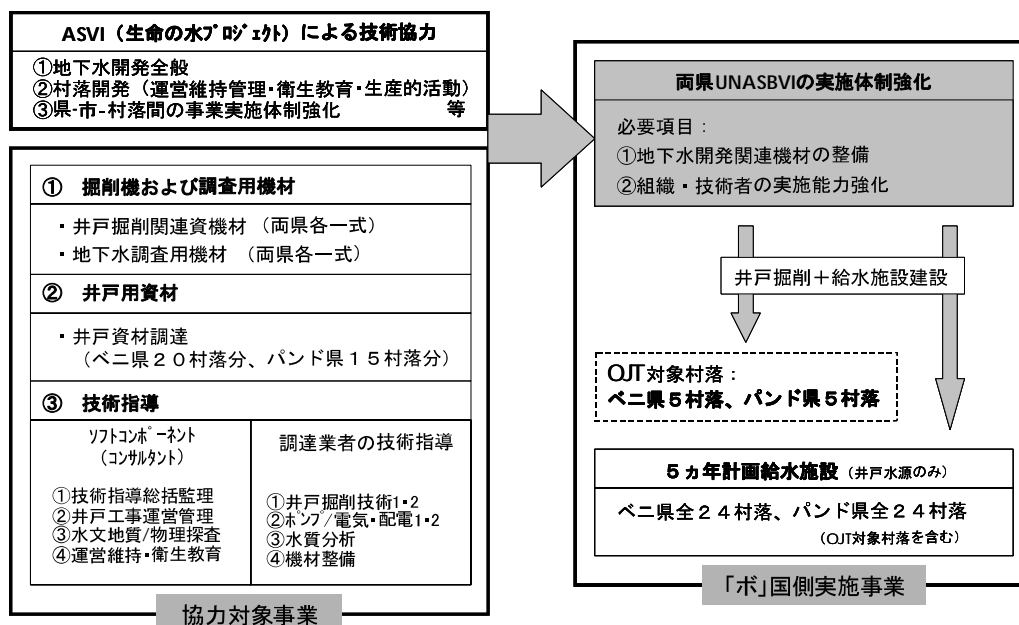 ASVI（生命の水ﾌﾟﾛｼﾞｪｸﾄ）による技術協力
①地下水開発全般
②村落開発（運営維持管理･衛生教育･生産的活動）
③県-市-村落間の事業実施体制強化　等
① 掘削機および調査用機材
・井戸掘削関連資機材（両県各一式）
・地下水調査用機材（両県各一式）
② 井戸用資材
・井戸資材調達
（ベニ県２０村落分、パンド県１５村落分）
③ 技術指導
ｿﾌﾄｺﾝﾎﾟｰﾈﾝﾄ
（ｺﾝｻﾙﾀﾝﾄ）
①技術指導総括監理
②井戸工事運営管理
③水文地質/物理探査
④運営維持･衛生教育
調達業者の技術指導
①井戸掘削技術1･2
②ﾎﾟﾝﾌﾟ/電気･配電1･2
③水質分析
④機材整備
協力対象事業
両県UNASBVIの実施体制強化
必要項目：
①地下水開発関連機材の整備
②組織・技術者の実施能力強化
井戸掘削＋給水施設建設
OJT対象村落：
ベニ県５村落、パンド県５村落
５ヵ年計画給水施設（井戸水源のみ）
ベニ県全２４村落、パンド県全２４村落
（OJT対象村落を含む）
｢ボ｣国側実施事業